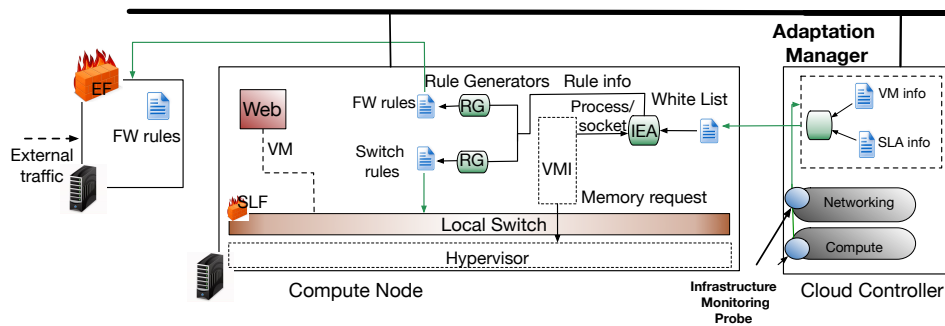 Adaptation
Manager
EF
FW rules
External
traffic
Web
VM
Rule Generators
Rule info
FW rules
RG
Switch
rules
RG
Process/
socket
White List
IEA
VMI
Memory request
SLF
Local Switch
Hypervisor
Compute Node
VM info
SLA info
Networking
Compute
Infrastructure
Monitoring
Probe
Cloud Controller